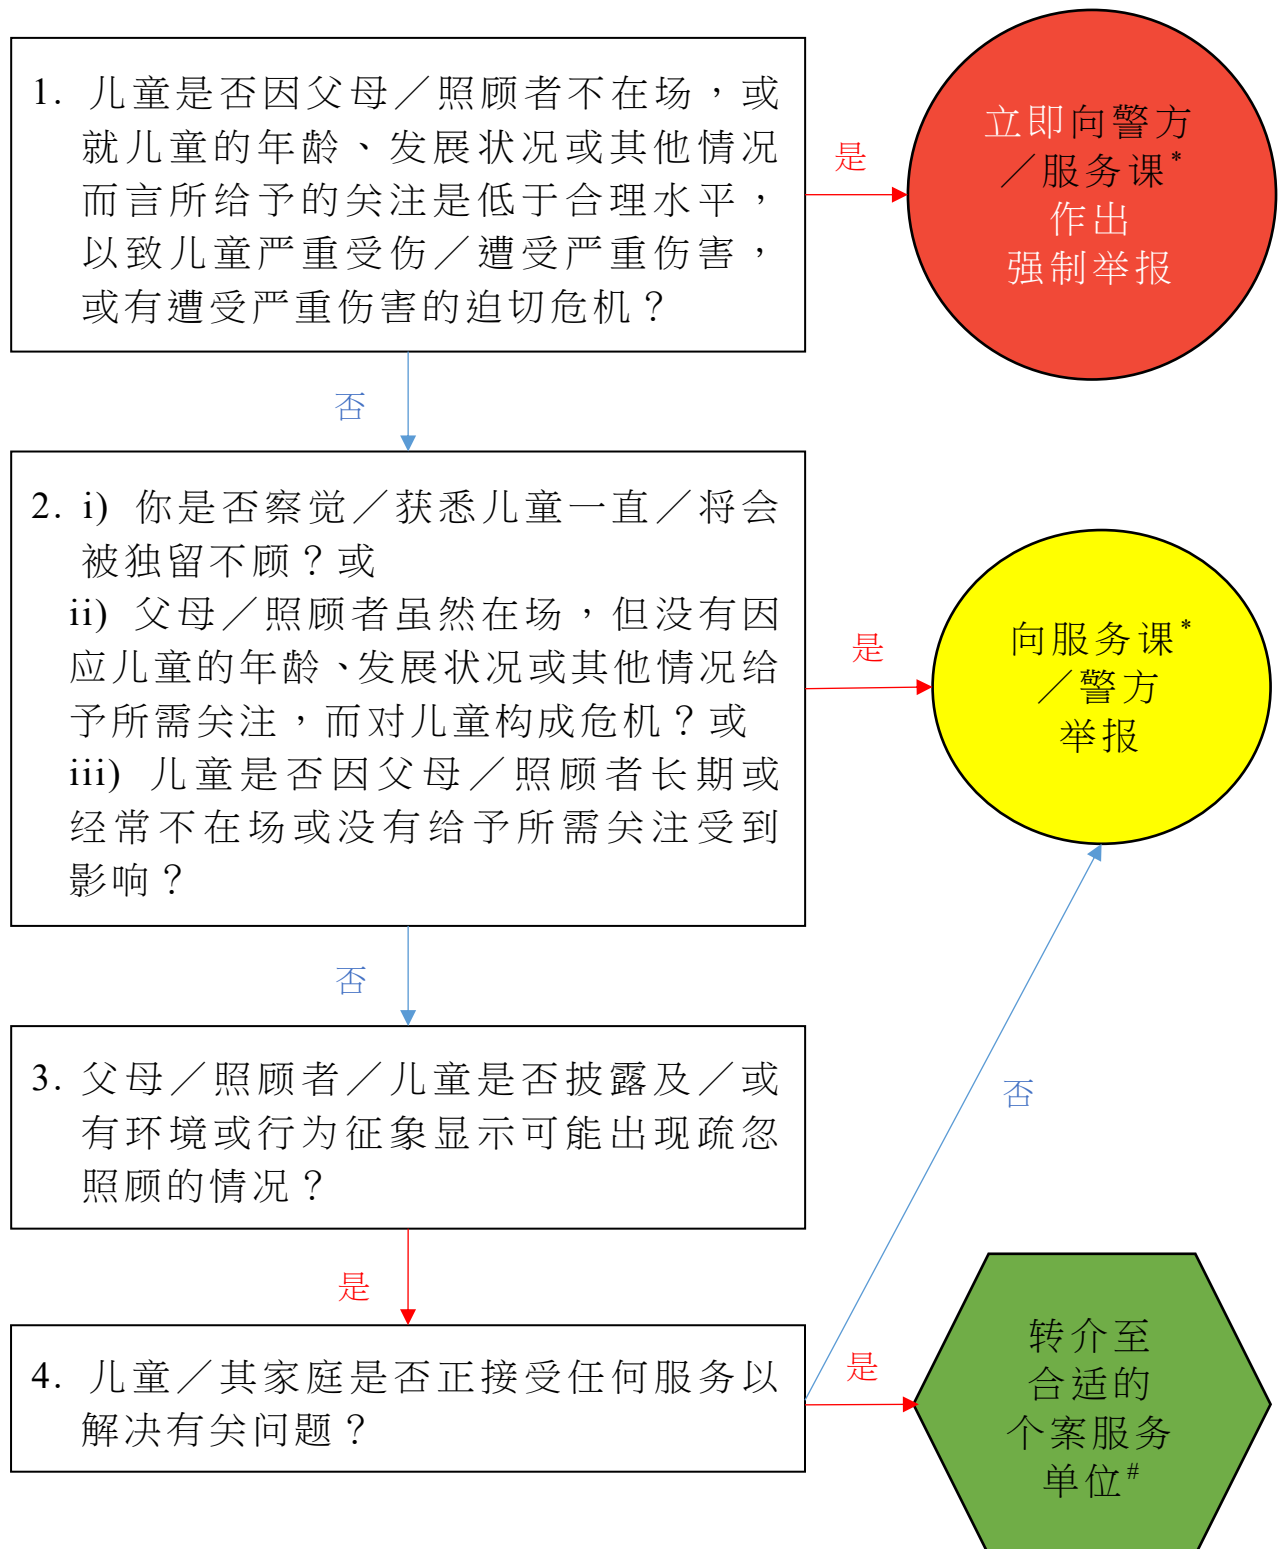 1. 儿童是否因父母／照顾者不在场，或
就儿童的年龄、发展状况或其他情况
而言所给予的关注是低于合理水平，
以致儿童严重受伤／遭受严重伤害，
或有遭受严重伤害的迫切危机？
是
立即向警方
／服务课*
作出
强制举报
否
2. i) 你是否察觉／获悉儿童一直／将会
被独留不顾？或
ii) 父母／照顾者虽然在场，但没有因
应儿童的年龄、发展状况或其他情况给
予所需关注，而对儿童构成危机？或
iii) 儿童是否因父母／照顾者长期或
经常不在场或没有给予所需关注受到
影响？
是
向服务课*
／警方
举报
否
3. 父母／照顾者／儿童是否披露及／或
有环境或行为征象显示可能出现疏忽
照顾的情况？
否
是
4. 儿童／其家庭是否正接受任何服务以
解决有关问题？
是
转介至
合适的
个案服务
单位#